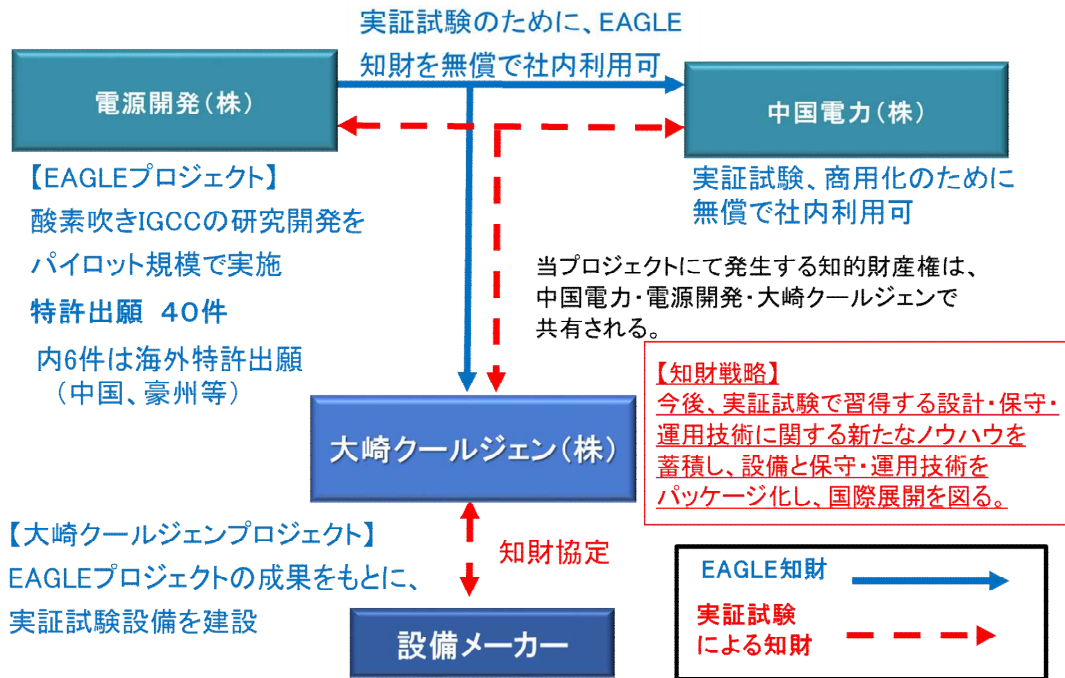 実証試験のために、EAGLE
知財を無償で社内利用可
電源開発(株)
中国電力(株)
【EAGLEプロジェクト】
酸素吹きIGCCの研究開発を
パイロット規模で実施
特許出願 40件
内6件は海外特許出願
(中国、豪州等)
実証試験、商用化のために
無償で社内利用可
当プロジェクトにて発生する知的財産権は、
中国電力・電源開発・大崎クールジェンで
共有される。
【知財戦略】
今後、実証試験で習得する設計・保守・
運用技術に関する新たなノウハウを
蓄積し、設備と保守・運用技術を
パッケージ化し、国際展開を図る。
大崎クールジェン(株)
【大崎クールジェンプロジェクト】
EAGLEプロジェクトの成果をもとに、
実証試験設備を建設
知財協定
設備メーカー
EAGLE知財
実証試験
による知財